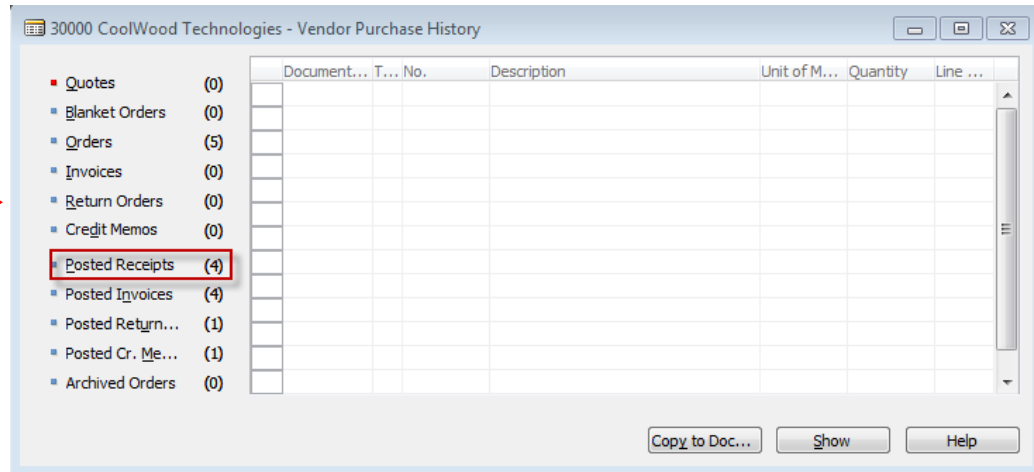 30000 CoolWood Technologies - Vendor Purchase History
Document... T... No. Description Unit of M... Quantity Line ...
Quotes (0)
Blanket Orders (0)
Orders (5)
Invoices (0)
Return Orders (0)
Credit Memos (0)
Posted Receipts (4)
Posted Invoices (4)
Posted Return... (1)
Posted Cr. Me... (1)
Archived Orders (0)
Copy to Doc... Show Help